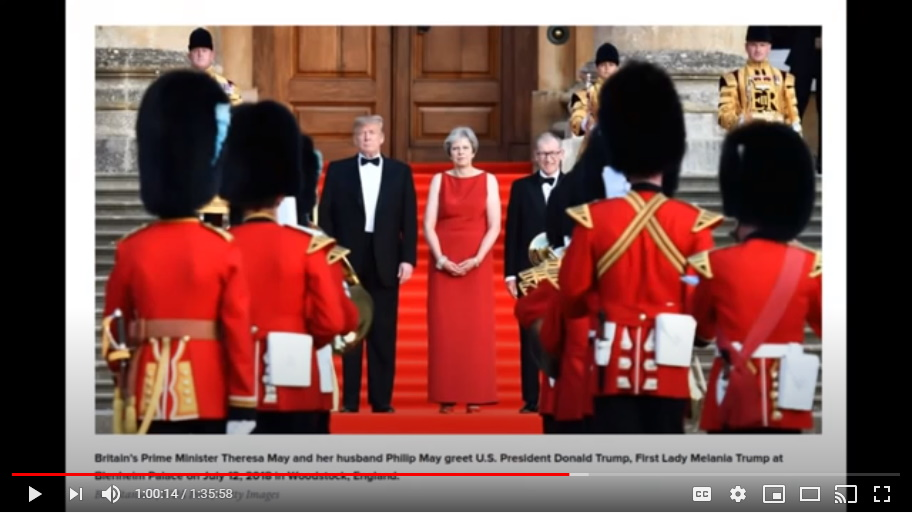 Britain's Prime Minister Theresa May and her husband Philip May greet U.S. President Donald Trump, First Lady Melania Trump at
Blenheim Palace on July 12, 2018 in Woodstock, England.
Getty Images
1:00:14 / 1:35:58
CC